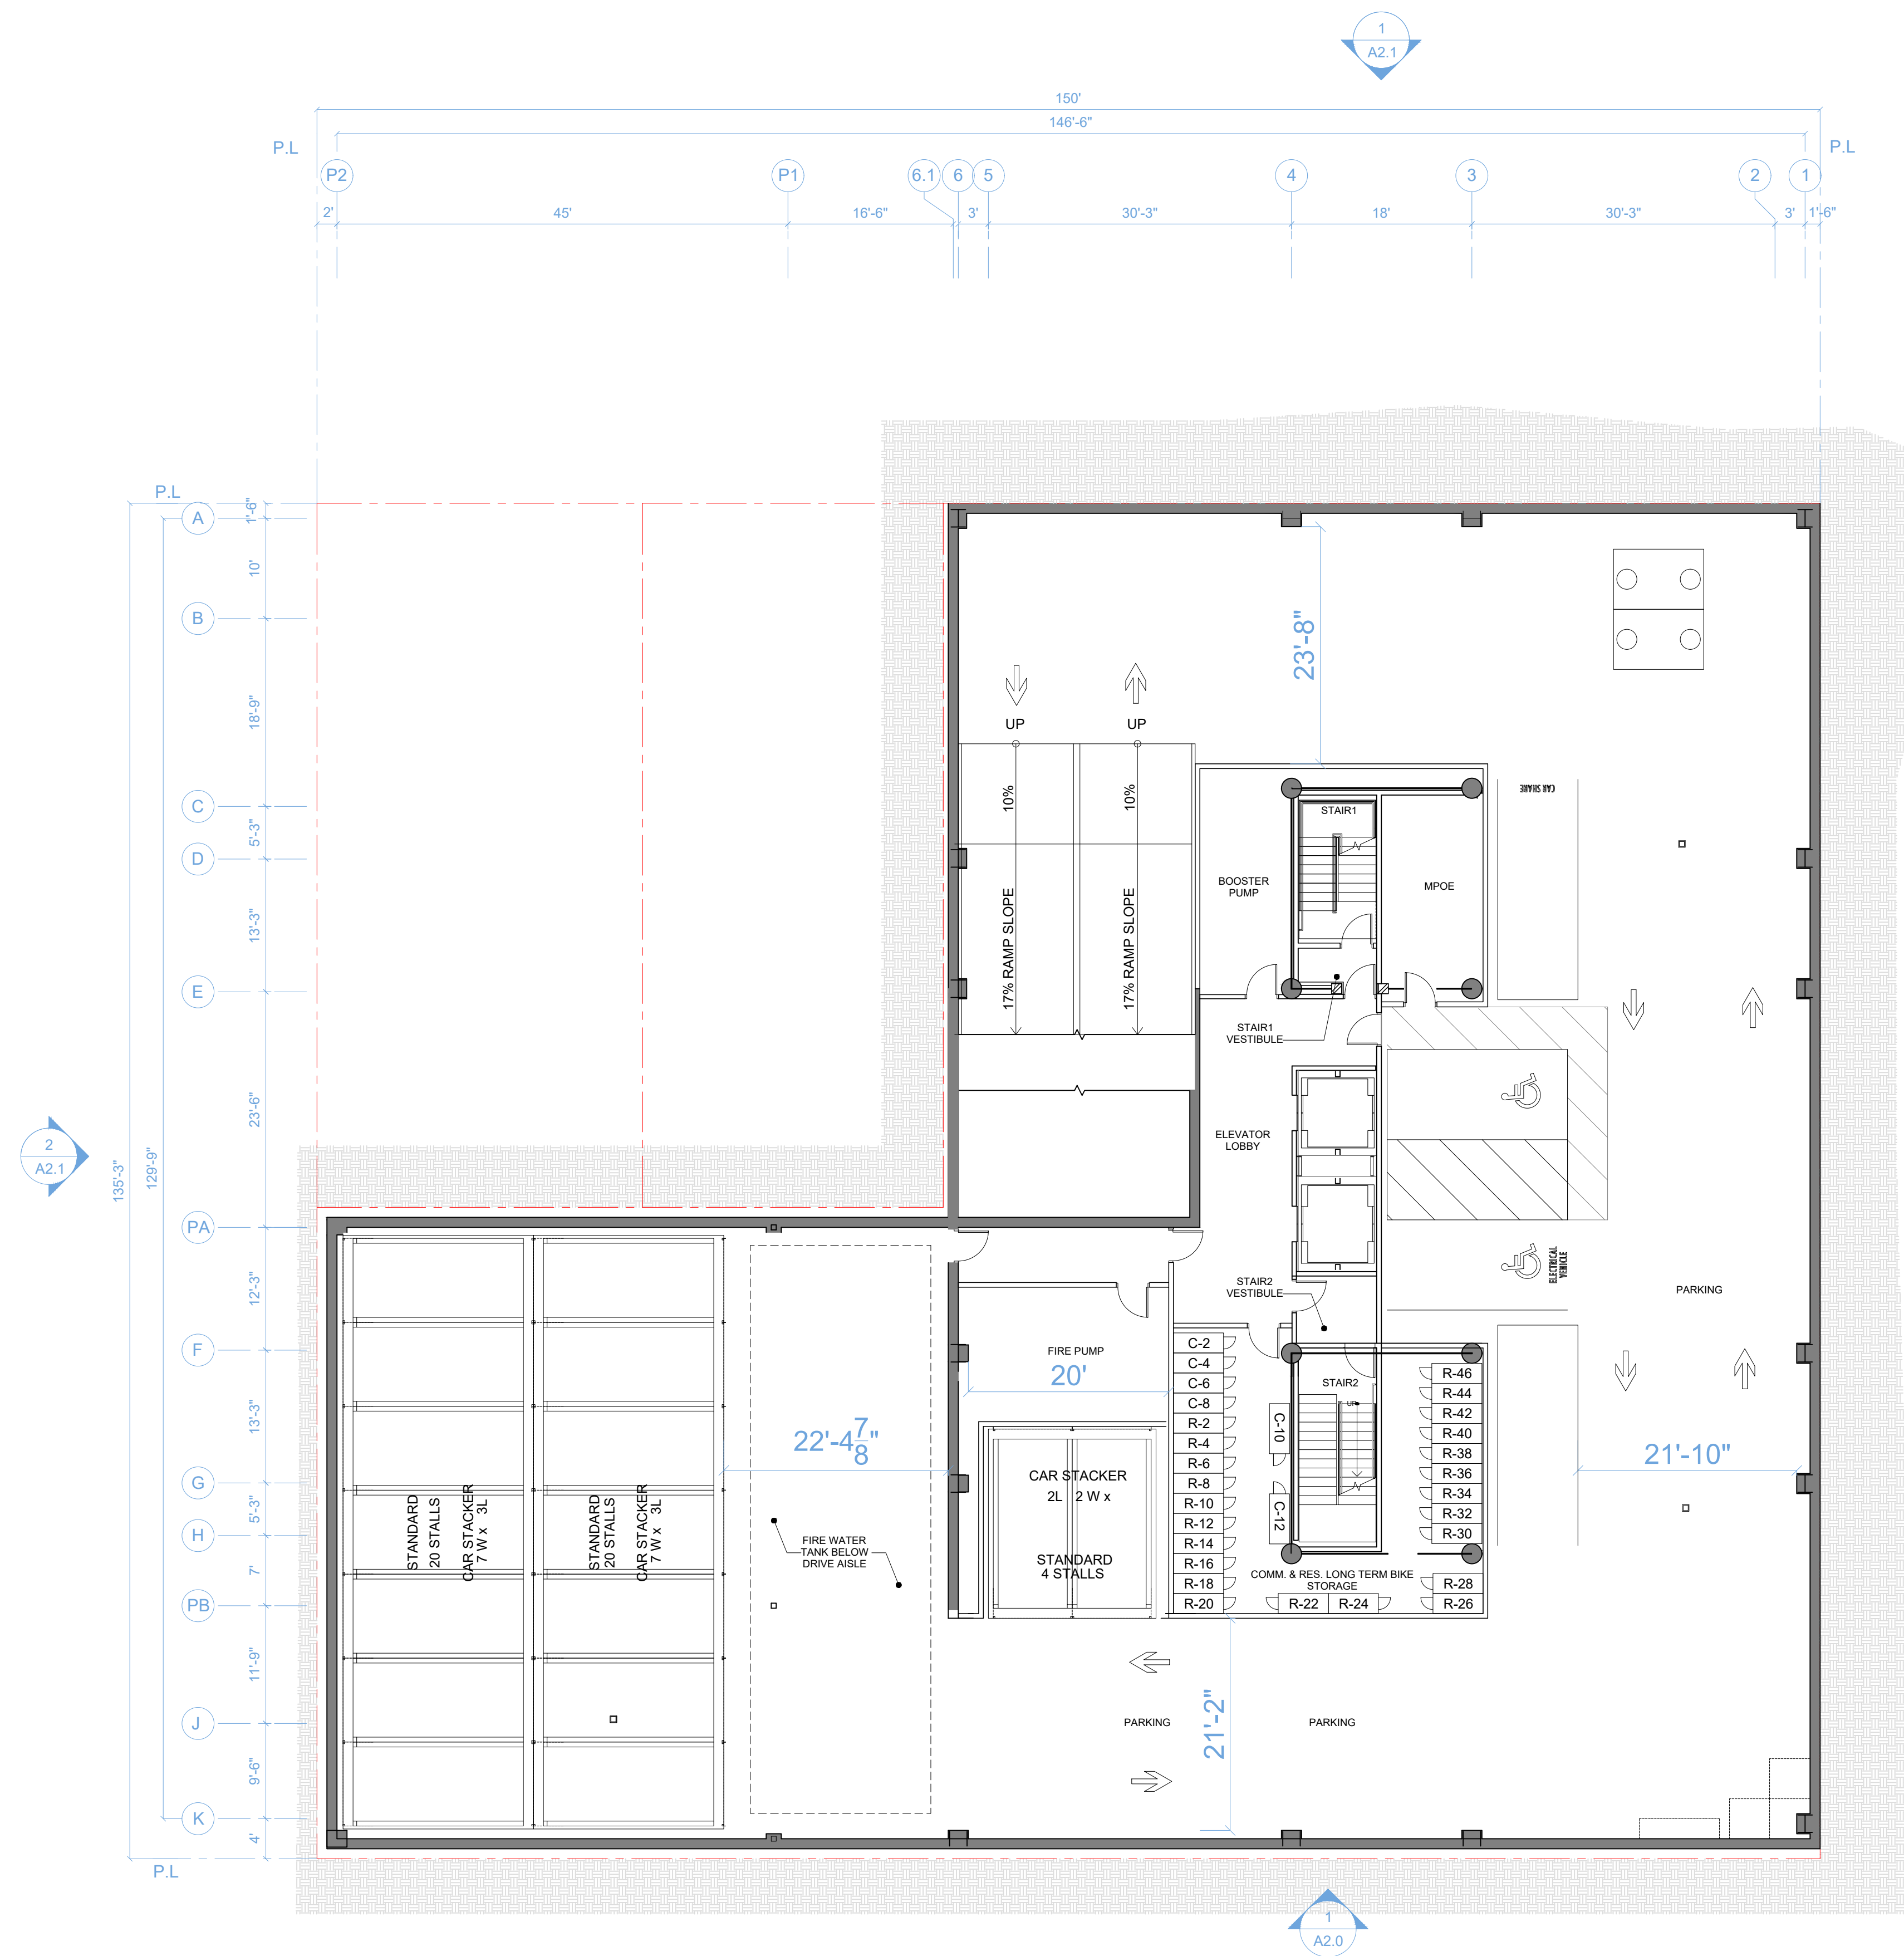 1
A2.1
150'
146'-6"
P.L
P.L
P2
P1
6.1
6
5
4
3
2
1
2'
45'
16'-6"
3'
30'-3"
18'
30'-3"
3'
1'-6"
P.L
A
1'-6"
10'
B
18'-9"
C
5'-3"
D
13'-3"
E
23'-6"
2
A2.1
135'-3"
129'-9"
PA
12'-3"
F
13'-3"
G
5'-3"
H
7'
PB
11'-9"
J
9'-6"
K
4'
P.L
23'-8"
UP
UP
10%
10%
17% RAMP SLOPE
17% RAMP SLOPE
CAR SHARE
STAIR1
BOOSTER
PUMP
MPOE
STAIR1
VESTIBULE
ELEVATOR
LOBBY
ELECTRICAL
VEHICLE
STAIR2
VESTIBULE
PARKING
FIRE PUMP
20'
C-2
C-4
C-6
C-8
R-2
R-4
R-6
R-8
R-10
R-12
R-14
R-16
R-18
R-20
C-10
C-12
STAIR2
UP
R-46
R-44
R-42
R-40
R-38
R-36
R-34
R-32
R-30
R-28
R-26
COMM. & RES. LONG TERM BIKE
STORAGE
R-22
R-24
21'-10"
22'-4 7/8"
STANDARD
20 STALLS
CAR STACKER
7 W x 3L
STANDARD
20 STALLS
CAR STACKER
7 W x 3L
FIRE WATER
TANK BELOW
DRIVE AISLE
CAR STACKER
2L 2 W x
STANDARD
4 STALLS
21'-2"
PARKING
PARKING
1
A2.0